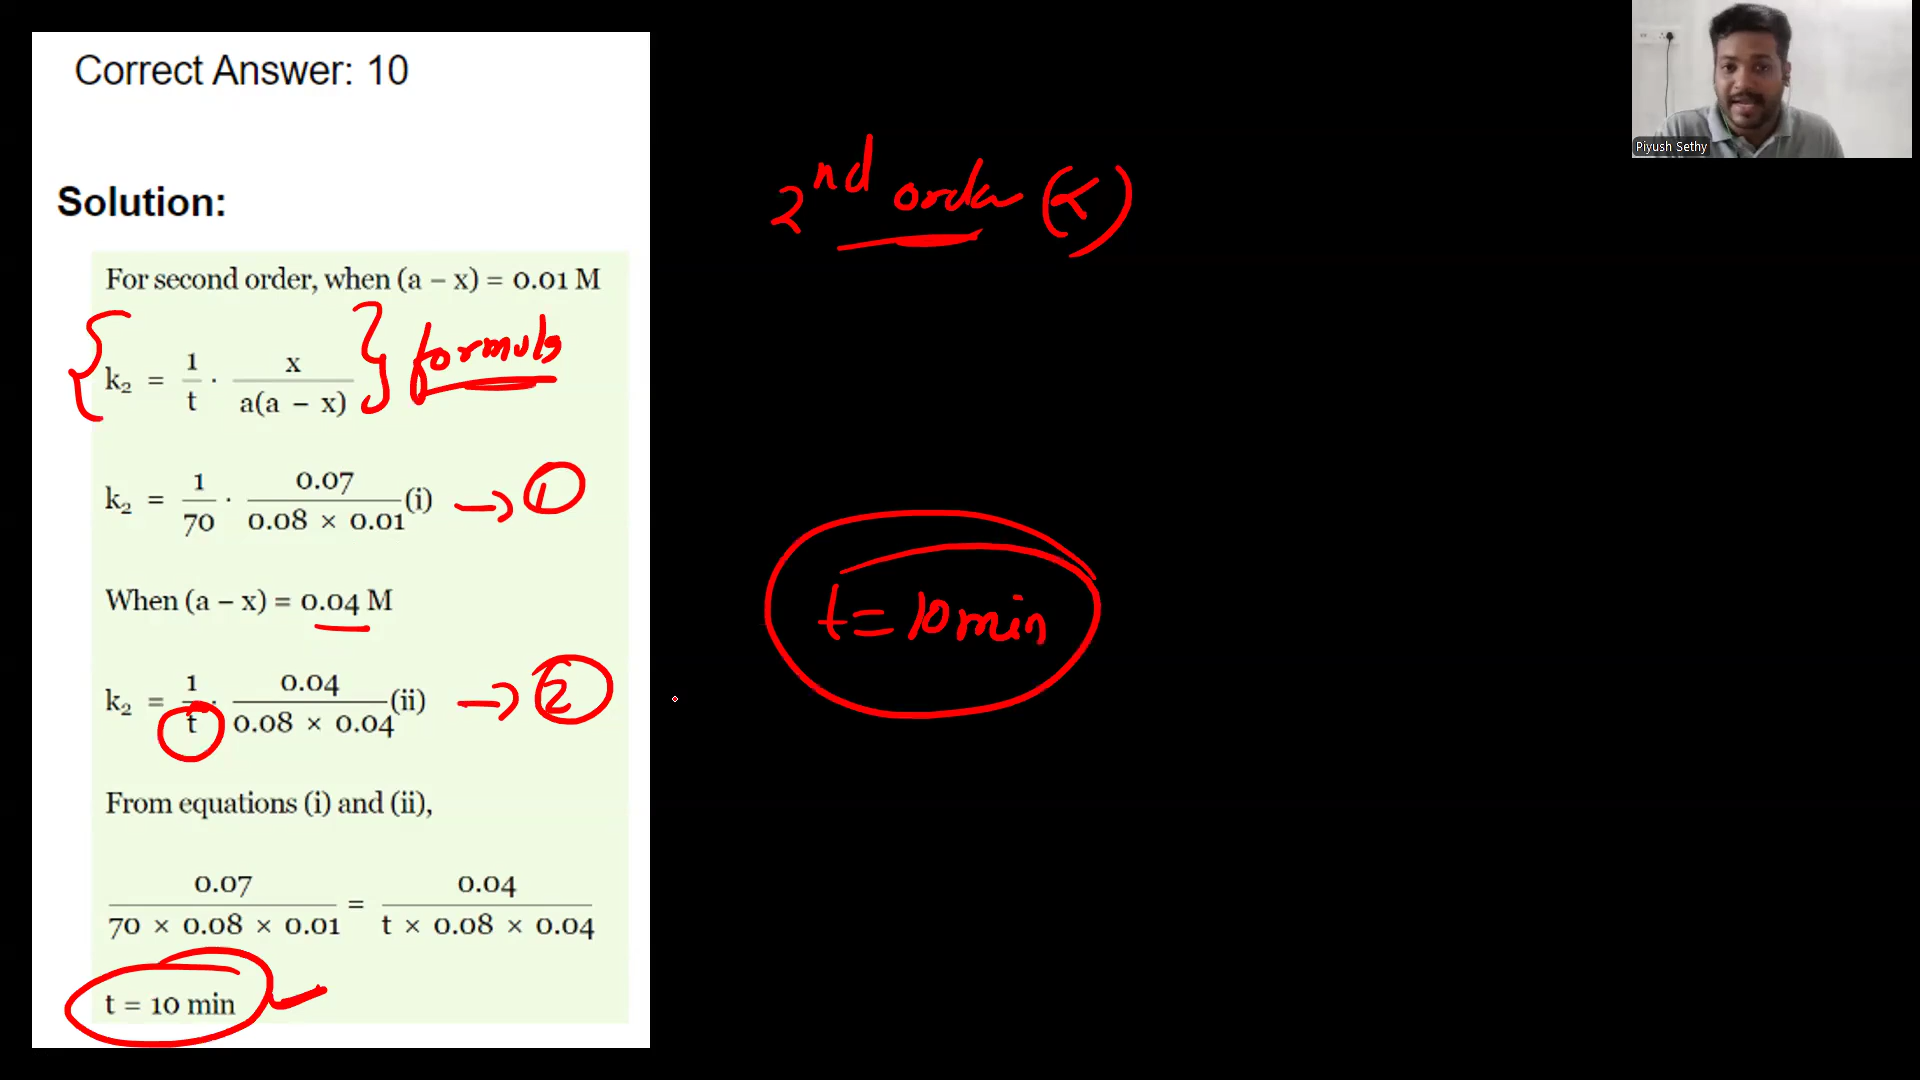 Correct Answer: 10
Solution:
For second order, when (a – x) = 0.01 M
k₂ = 1/t · x/a(a – x) formula
k₂ = 1/70 · 0.07/0.08 × 0.01 (i) → 1
When (a – x) = 0.04 M
k₂ = 1/t · 0.04/0.08 × 0.04 (ii) → 2
From equations (i) and (ii),
0.07/70 × 0.08 × 0.01 = 0.04/t × 0.08 × 0.04
t = 10 min
2nd order
t = 10 min
Piyush Sethy